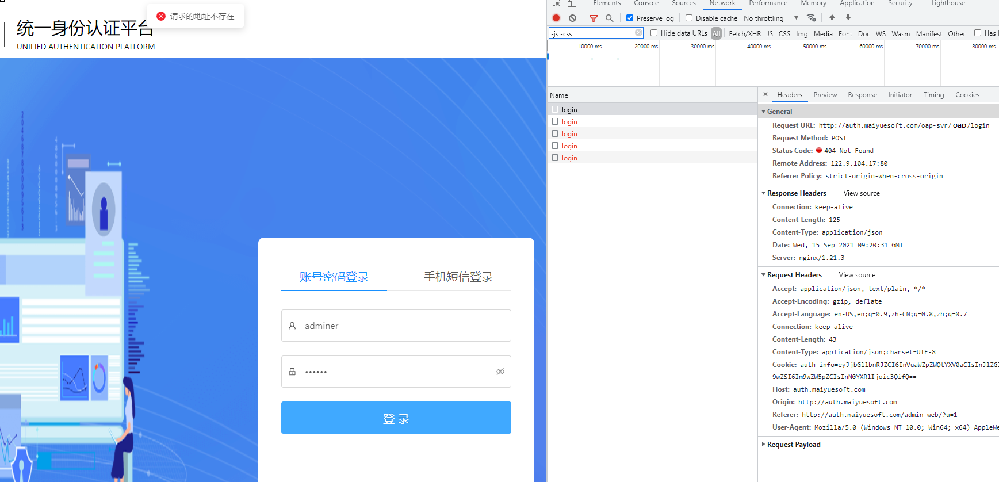 请求的地址不存在
统一身份认证平台
UNIFIED AUTHENTICATION PLATFORM
账号密码登录
手机短信登录
adminer
••••••
登 录
Elements Console Sources Network Performance Memory Application Security Lighthouse
Preserve log Disable cache No throttling
-js -css Hide data URLs All Fetch/XHR JS CSS Img Media Font Doc WS Wasm Manifest Other Has
10000 ms 20000 ms 30000 ms 40000 ms 50000 ms 60000 ms 70000 ms 80000 ms
Name
login
login
login
login
login
× Headers Preview Response Initiator Timing Cookies
General
Request URL: http://auth.maiyuesoft.com/oap-svr/oap/login
Request Method: POST
Status Code: 404 Not Found
Remote Address: 122.9.104.17:80
Referrer Policy: strict-origin-when-cross-origin
Response Headers View source
Connection: keep-alive
Content-Length: 125
Content-Type: application/json
Date: Wed, 15 Sep 2021 09:20:31 GMT
Server: nginx/1.21.3
Request Headers View source
Accept: application/json, text/plain, */*
Accept-Encoding: gzip, deflate
Accept-Language: en-US,en;q=0.9,zh-CN;q=0.8,zh;q=0.7
Connection: keep-alive
Content-Length: 43
Content-Type: application/json;charset=UTF-8
Cookie: auth_info=eyJjbGllbnRJZCI6InVuaWZpZWQtYXV0aCIsInJlZG
9wZSI6Im9wZW5pZCIsInN0YXRlIjoic3QifQ==
Host: auth.maiyuesoft.com
Origin: http://auth.maiyuesoft.com
Referer: http://auth.maiyuesoft.com/admin-web/?u=1
User-Agent: Mozilla/5.0 (Windows NT 10.0; Win64; x64) AppleWe
Request Payload